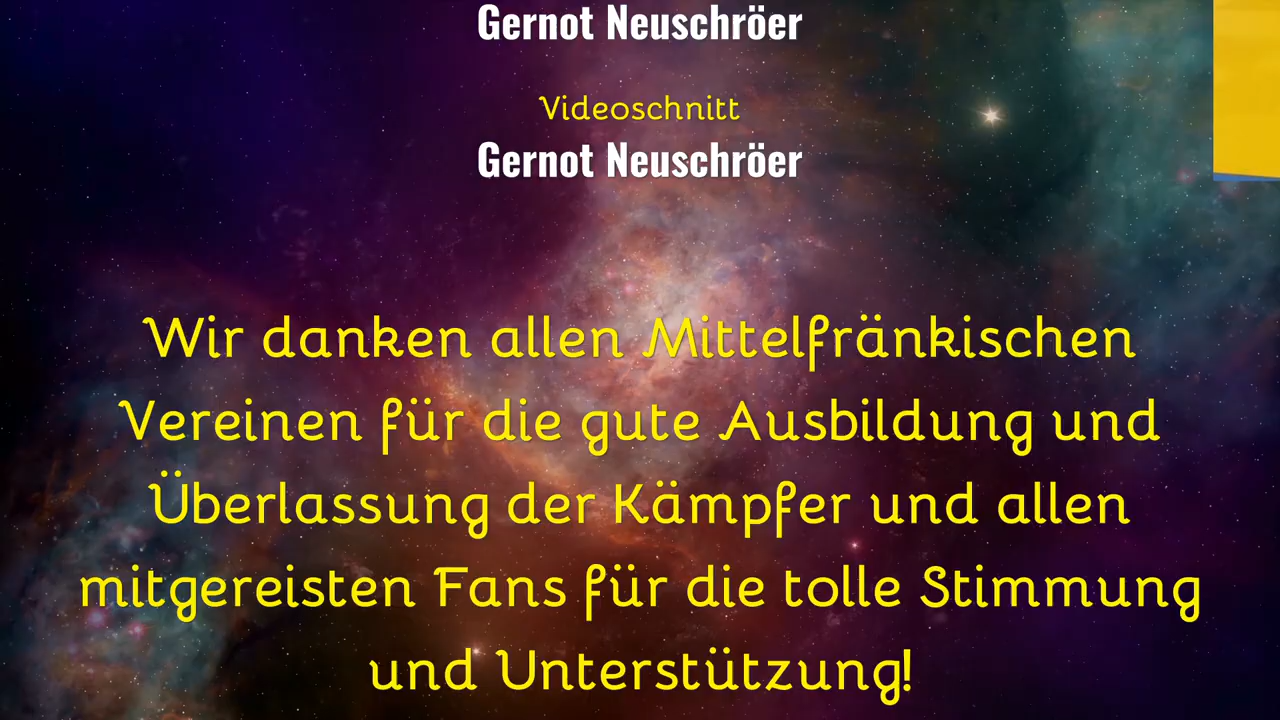 Gernot Neuschröer
Videoschnitt
Gernot Neuschröer
Wir danken allen Mittelfränkischen
Vereinen für die gute Ausbildung und
Überlassung der Kämpfer und allen
mitgereisten Fans für die tolle Stimmung
und Unterstützung!